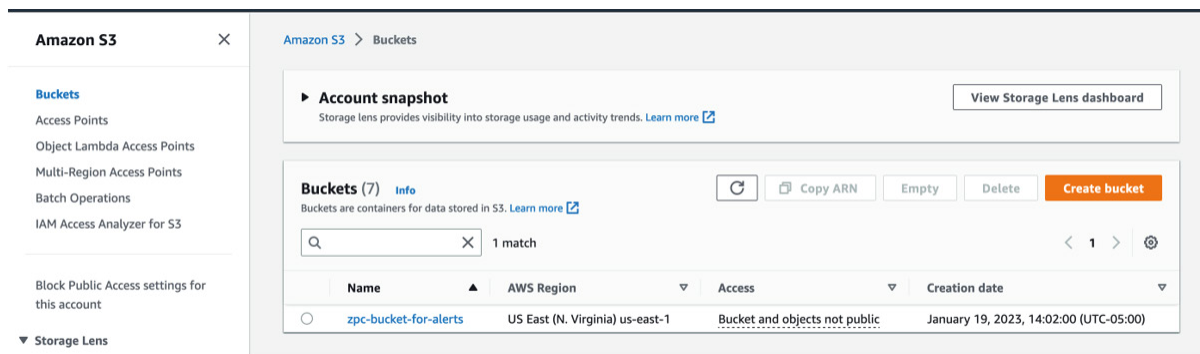 Amazon S3
Buckets
Access Points
Object Lambda Access Points
Multi-Region Access Points
Batch Operations
IAM Access Analyzer for S3
Block Public Access settings for
this account
Storage Lens
Amazon S3 > Buckets
Account snapshot
Storage lens provides visibility into storage usage and activity trends. Learn more
View Storage Lens dashboard
Buckets (7) Info
Buckets are containers for data stored in S3. Learn more
Copy ARN
Empty
Delete
Create bucket
1 match
1
Name AWS Region Access Creation date
zpc-bucket-for-alerts US East (N. Virginia) us-east-1 Bucket and objects not public January 19, 2023, 14:02:00 (UTC-05:00)